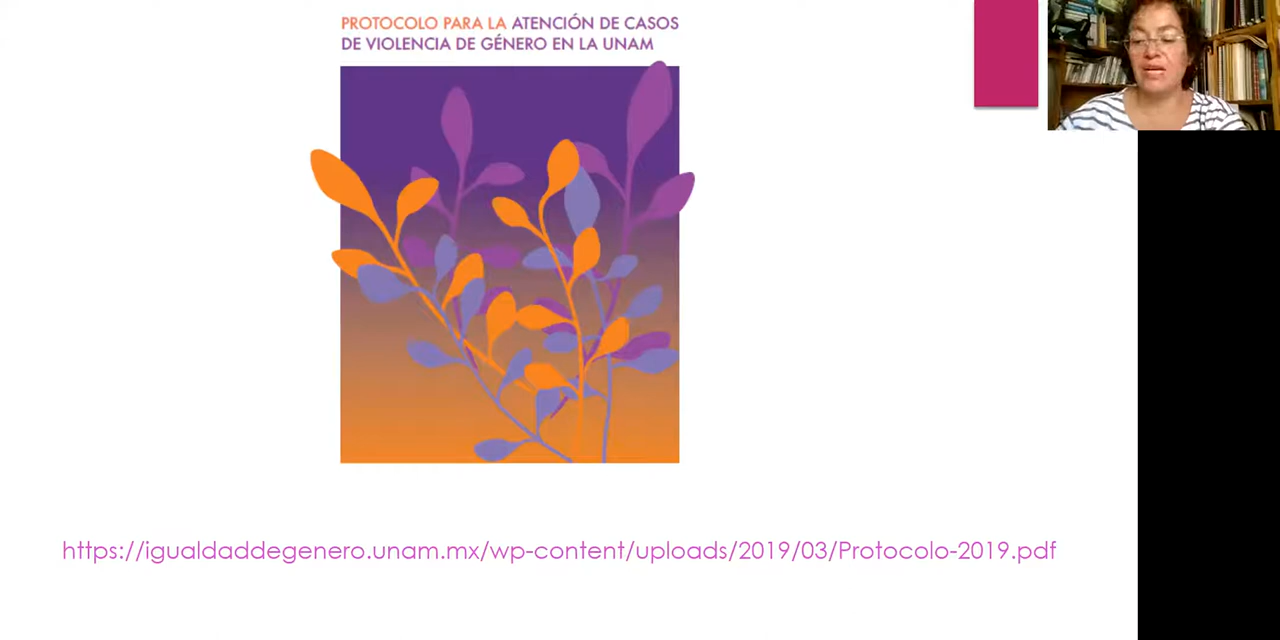 PROTOCOLO PARA LA ATENCIÓN DE CASOS
DE VIOLENCIA DE GÉNERO EN LA UNAM
https://igualdaddegenero.unam.mx/wp-content/uploads/2019/03/Protocolo-2019.pdf